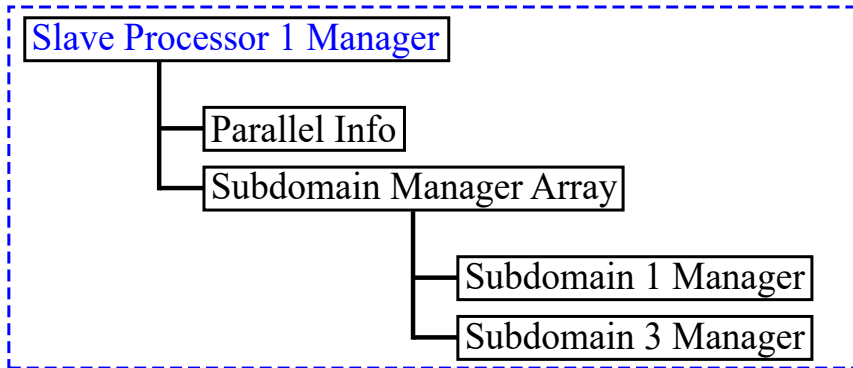 Slave Processor 1 Manager
Parallel Info
Subdomain Manager Array
Subdomain 1 Manager
Subdomain 3 Manager